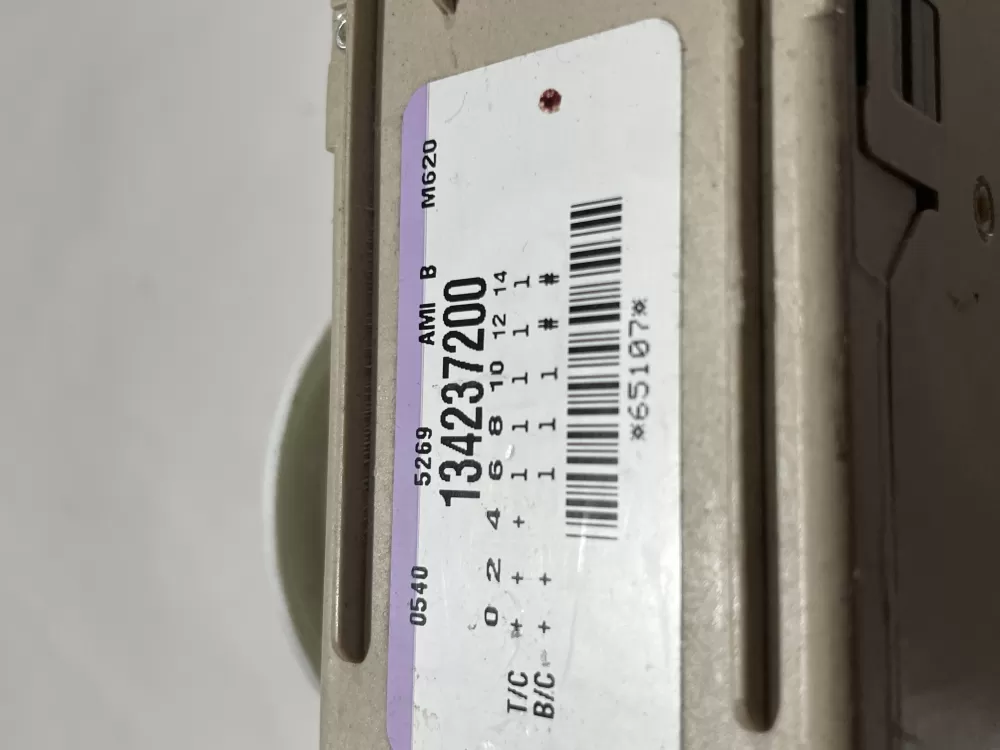 0540 5269 AMI B M620
134237200
0 2 4 6 8 10 12 14
T/C + + 1 1 1 1 1
B/C + + 1 1 1 # #
*65107*